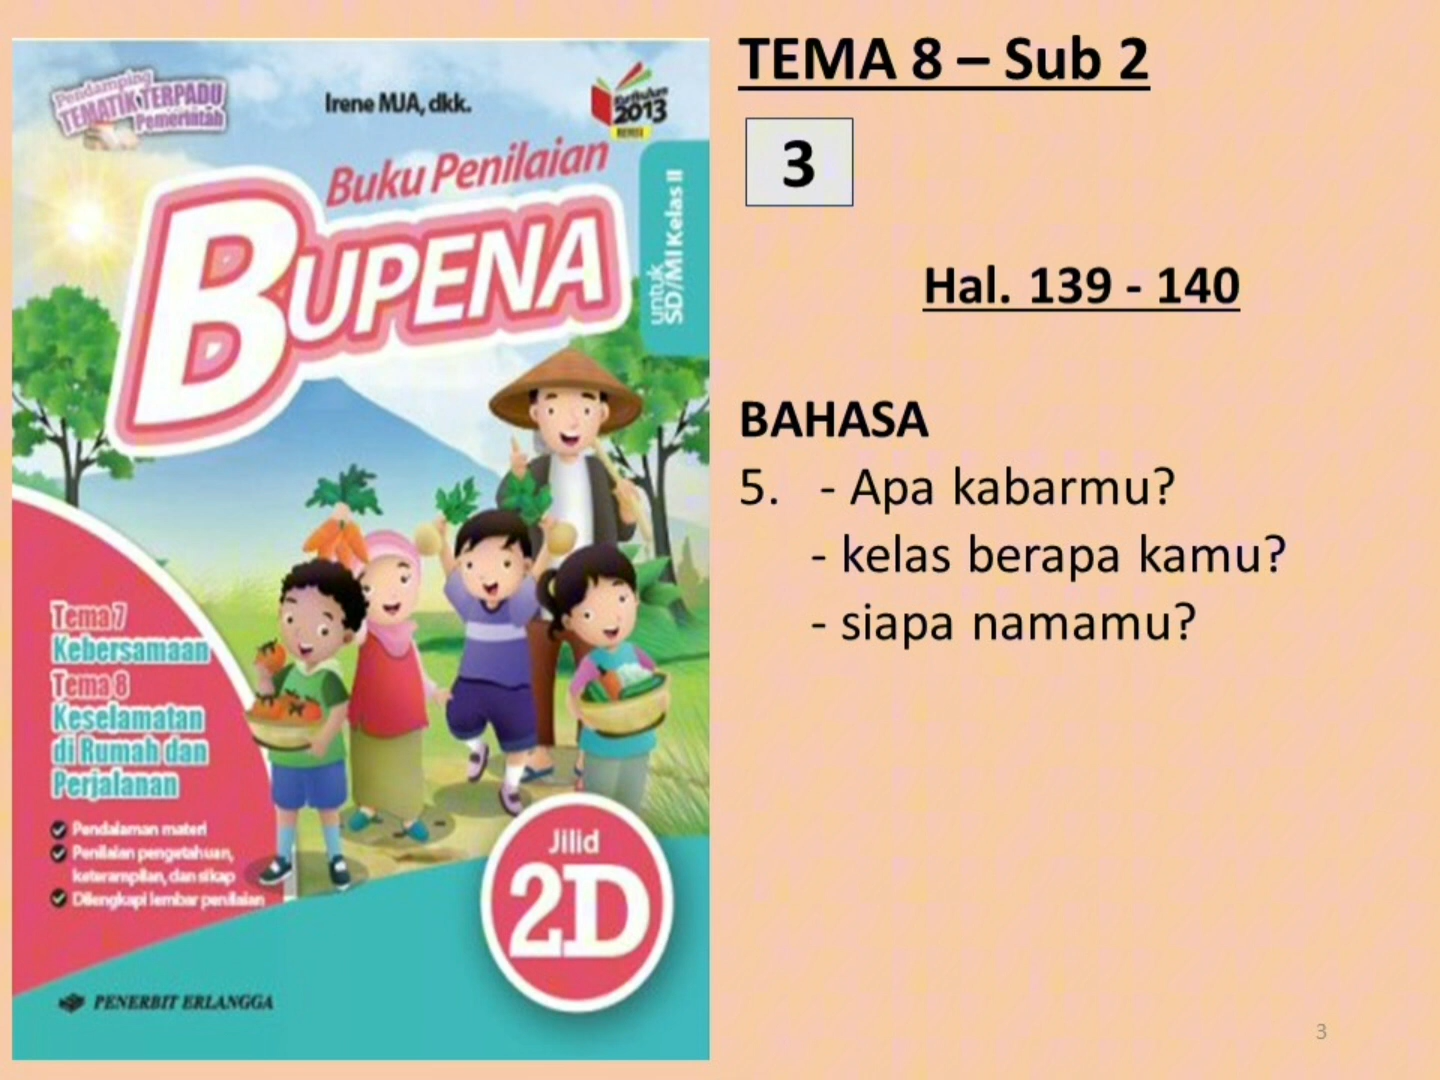 Pendamping
TEMATIK TERPADU
Pemerintah
Irene MJA, dkk.
Kurikulum
2013
REVISI
Buku Penilaian
BUPENA
untuk
SD/MI Kelas II
Tema 7
Kebersamaan
Tema 8
Keselamatan
di Rumah dan
Perjalanan
Pendalaman materi
Penilaian pengetahuan,
keterampilan, dan sikap
Dilengkapi lembar penilaian
Jilid
2D
PENERBIT ERLANGGA
TEMA 8 – Sub 2
3
Hal. 139 - 140
BAHASA
5. - Apa kabarmu?
- kelas berapa kamu?
- siapa namamu?
3